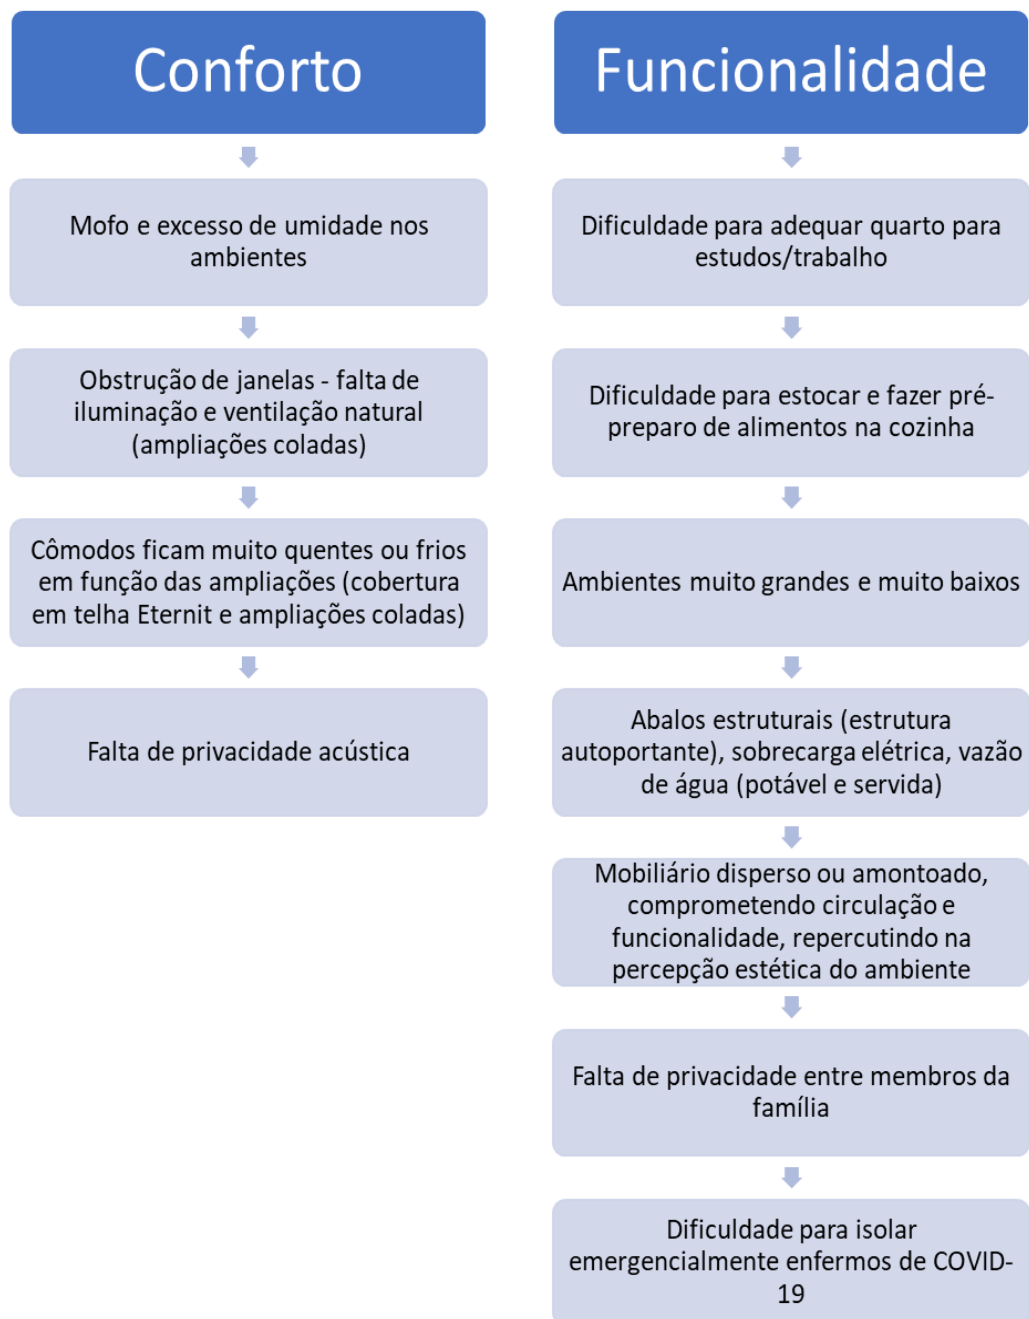 Conforto
Mofo e excesso de umidade nos
ambientes
Obstrução de janelas - falta de
iluminação e ventilação natural
(ampliações coladas)
Cômodos ficam muito quentes ou frios
em função das ampliações (cobertura
em telha Eternit e ampliações coladas)
Falta de privacidade acústica
Funcionalidade
Dificuldade para adequar quarto para
estudos/trabalho
Dificuldade para estocar e fazer pré-
preparo de alimentos na cozinha
Ambientes muito grandes e muito baixos
Abalos estruturais (estrutura
autoportante), sobrecarga elétrica, vazão
de água (potável e servida)
Mobiliário disperso ou amontoado,
comprometendo circulação e
funcionalidade, repercutindo na
percepção estética do ambiente
Falta de privacidade entre membros da
família
Dificuldade para isolar
emergencialmente enfermos de COVID-
19